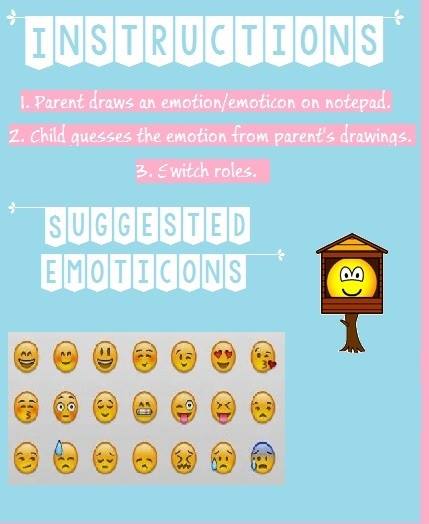 INSTRUCTIONS
1. Parent draws an emotion/emoticon on notepad.
2. Child guesses the emotion from parent's drawings.
3. Switch roles.
SUGGESTED
EMOTICONS